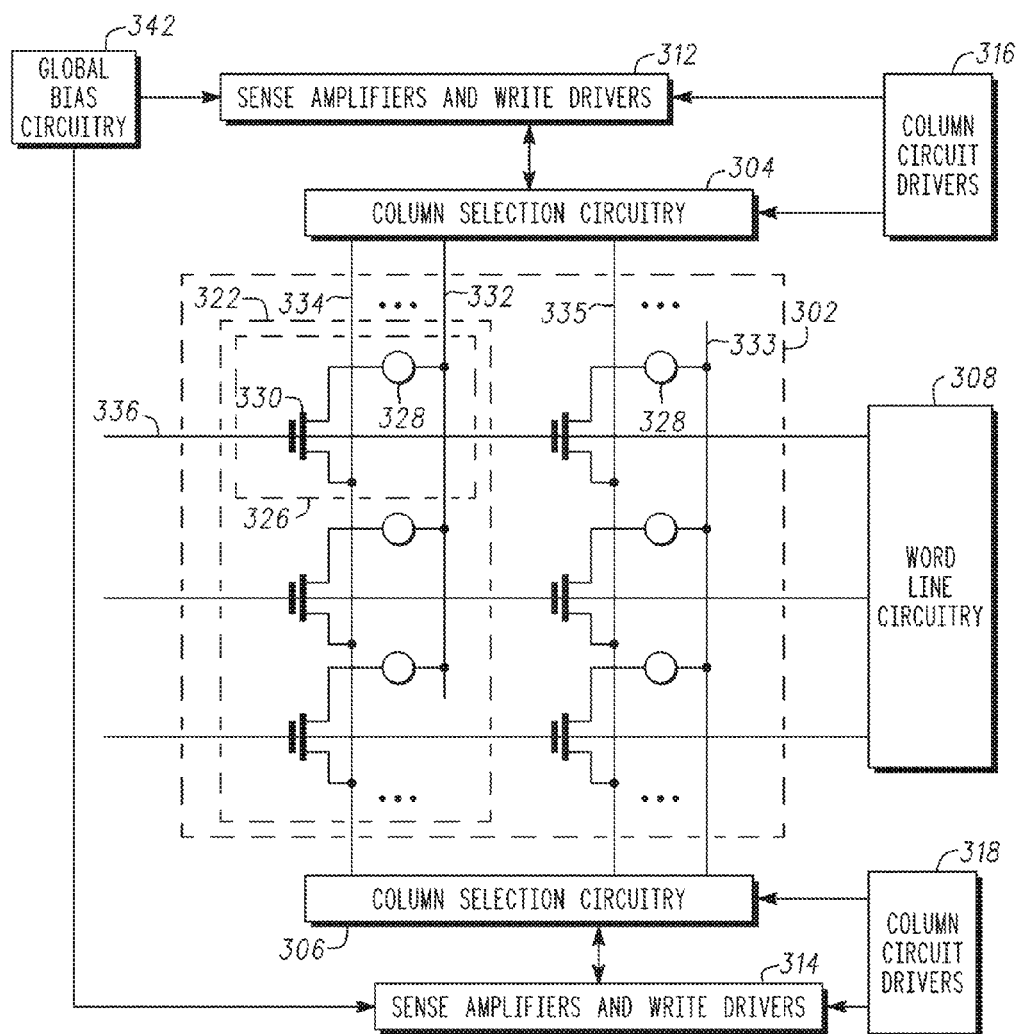 342
GLOBAL
BIAS
CIRCUITRY
312
SENSE AMPLIFIERS AND WRITE DRIVERS
316
COLUMN
CIRCUIT
DRIVERS
304
COLUMN SELECTION CIRCUITRY
322
334
...
332
335
...
333
302
330
328
328
336
326
308
WORD
LINE
CIRCUITRY
...
...
COLUMN SELECTION CIRCUITRY
306
318
COLUMN
CIRCUIT
DRIVERS
314
SENSE AMPLIFIERS AND WRITE DRIVERS